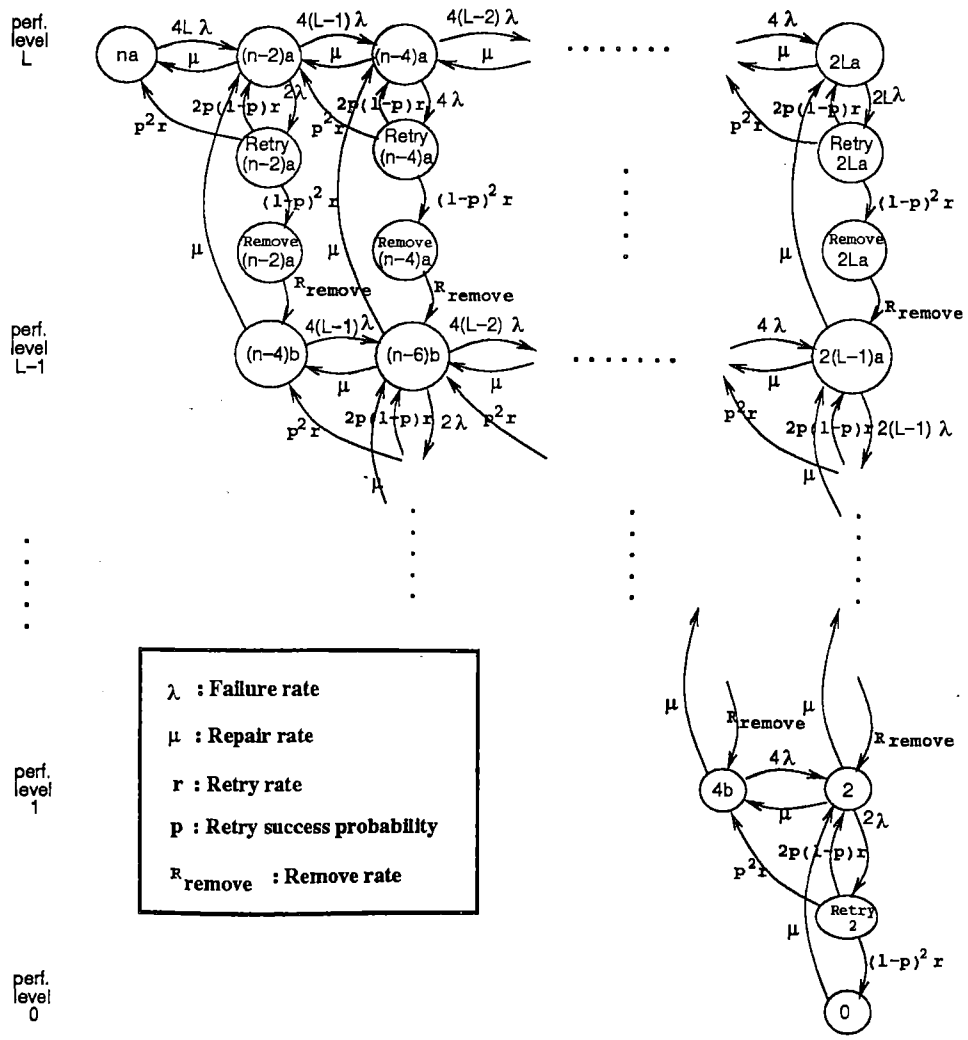 perf.
level
L
4L λ
4(L-1) λ
4(L-2) λ
4 λ
na
(n-2)a
(n-4)a
2La
μ
μ
μ
μ
2λ
4 λ
2Lλ
2p(1-p)r
2p(1-p)r
2p(1-p)r
p²r
p²r
p²r
Retry
(n-2)a
Retry
(n-4)a
Retry
2La
(1-p)² r
(1-p)² r
(1-p)² r
Remove
(n-2)a
Remove
(n-4)a
Remove
2La
μ
μ
μ
Rremove
Rremove
Rremove
perf.
level
L-1
4(L-1) λ
4(L-2) λ
4 λ
(n-4)b
(n-6)b
2(L-1)a
μ
μ
μ
p²r
2p(1-p)r
2 λ
p²r
p²r
2p(1-p)r
2(L-1) λ
μ
μ
λ : Failure rate
μ : Repair rate
r : Retry rate
p : Retry success probability
Rremove : Remove rate
μ
Rremove
μ
Rremove
perf.
level
1
4 λ
4b
2
μ
2 λ
2p(1-p)r
p²r
Retry
2
μ
(1-p)² r
perf.
level
0
0